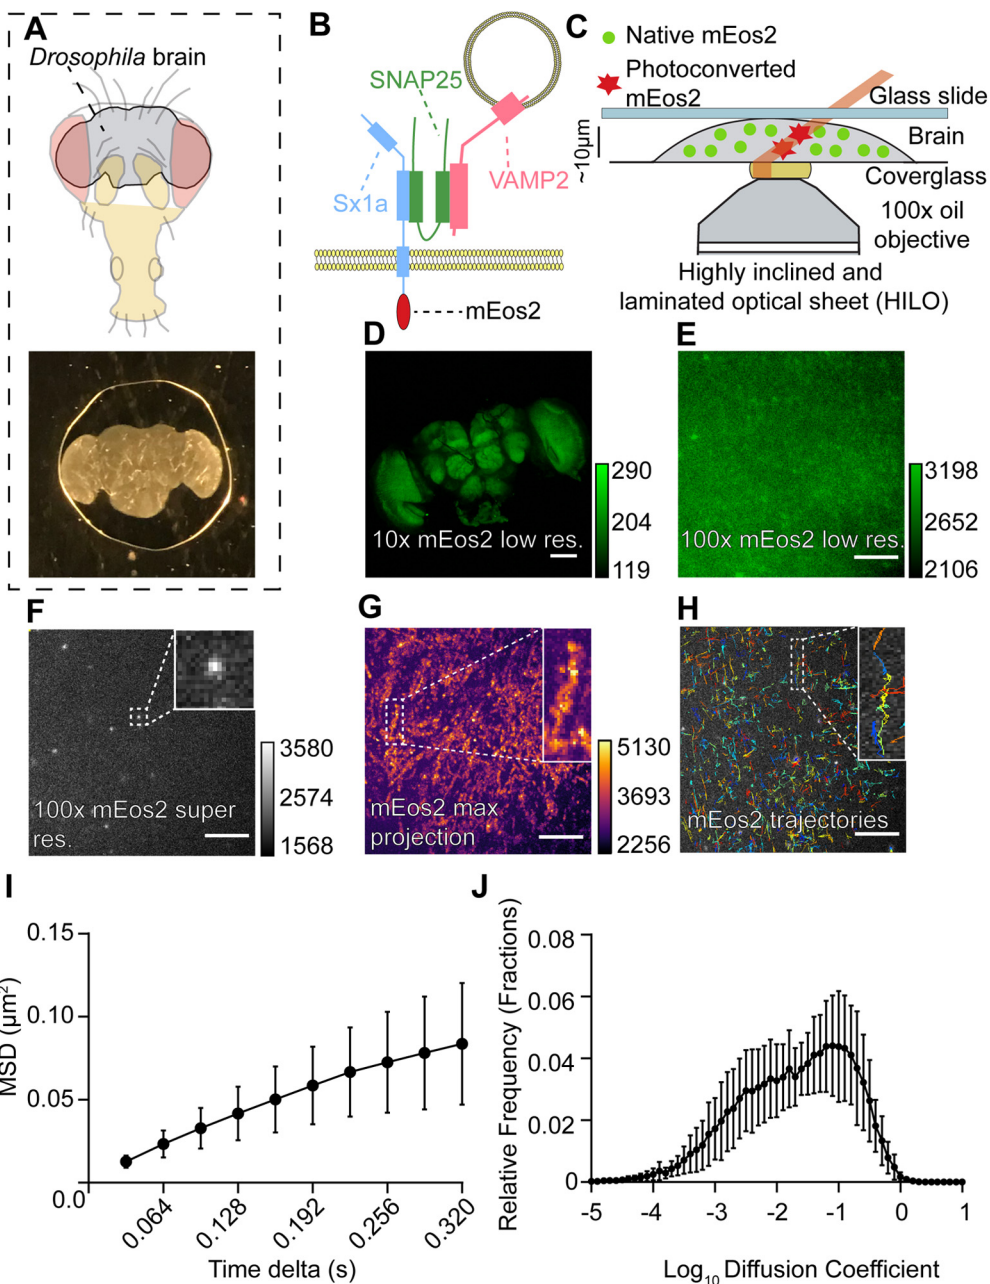 A
Drosophila brain
B
SNAP25
VAMP2
Sx1a
mEos2
C
Native mEos2
Photoconverted
mEos2
Glass slide
Brain
~10μm
Coverglass
100x oil
objective
Highly inclined and
laminated optical sheet (HILO)
D
10x mEos2 low res.
290
204
119
E
100x mEos2 low res.
3198
2652
2106
F
100x mEos2 super
res.
3580
2574
1568
G
mEos2 max
projection
5130
3693
2256
H
mEos2 trajectories
I
MSD (μm²)
0.15
0.10
0.05
0.0
0.064
0.128
0.192
0.256
0.320
Time delta (s)
J
Relative Frequency (Fractions)
0.08
0.06
0.04
0.02
0
-5
-4
-3
-2
-1
0
1
Log₁₀ Diffusion Coefficient